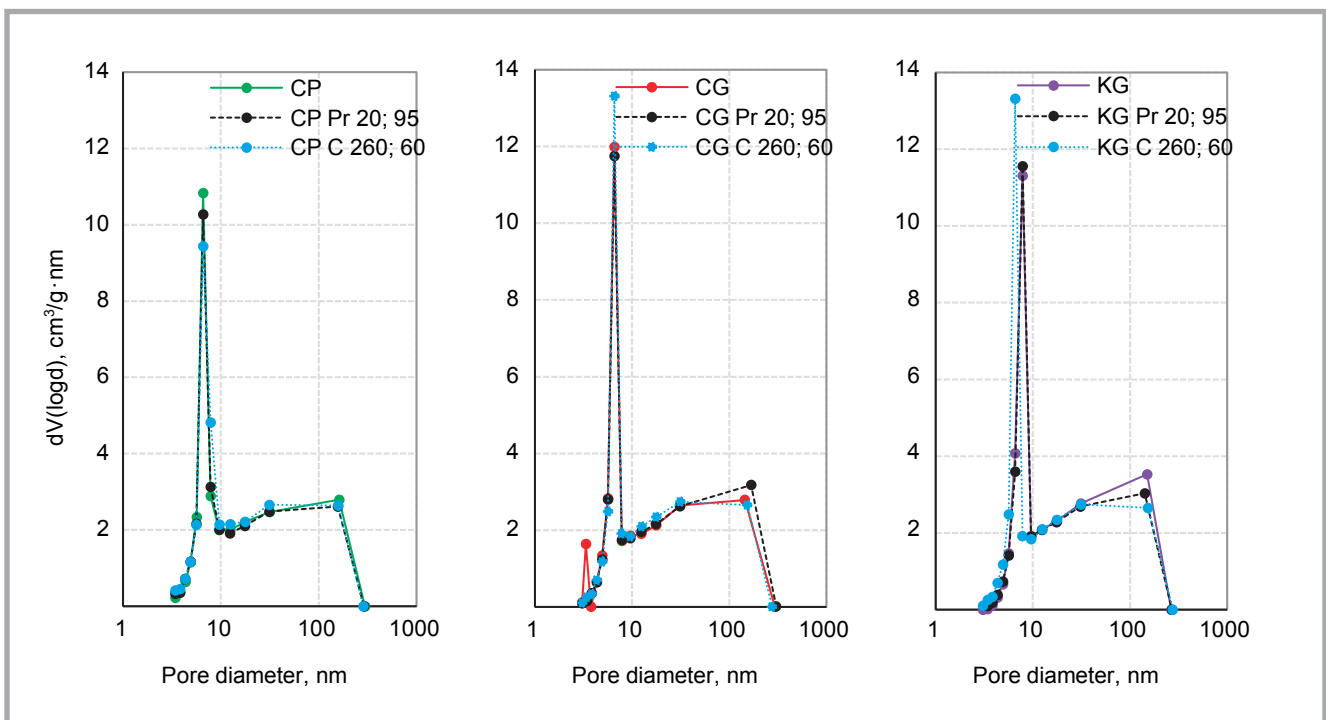 14
12
10
8
6
4
2
dV(logd), cm³/g·nm
CP
CP Pr 20; 95
CP C 260; 60
1 10 100 1000
Pore diameter, nm
14
12
10
8
6
4
2
CG
CG Pr 20; 95
CG C 260; 60
1 10 100 1000
Pore diameter, nm
14
12
10
8
6
4
2
KG
KG Pr 20; 95
KG C 260; 60
1 10 100 1000
Pore diameter, nm